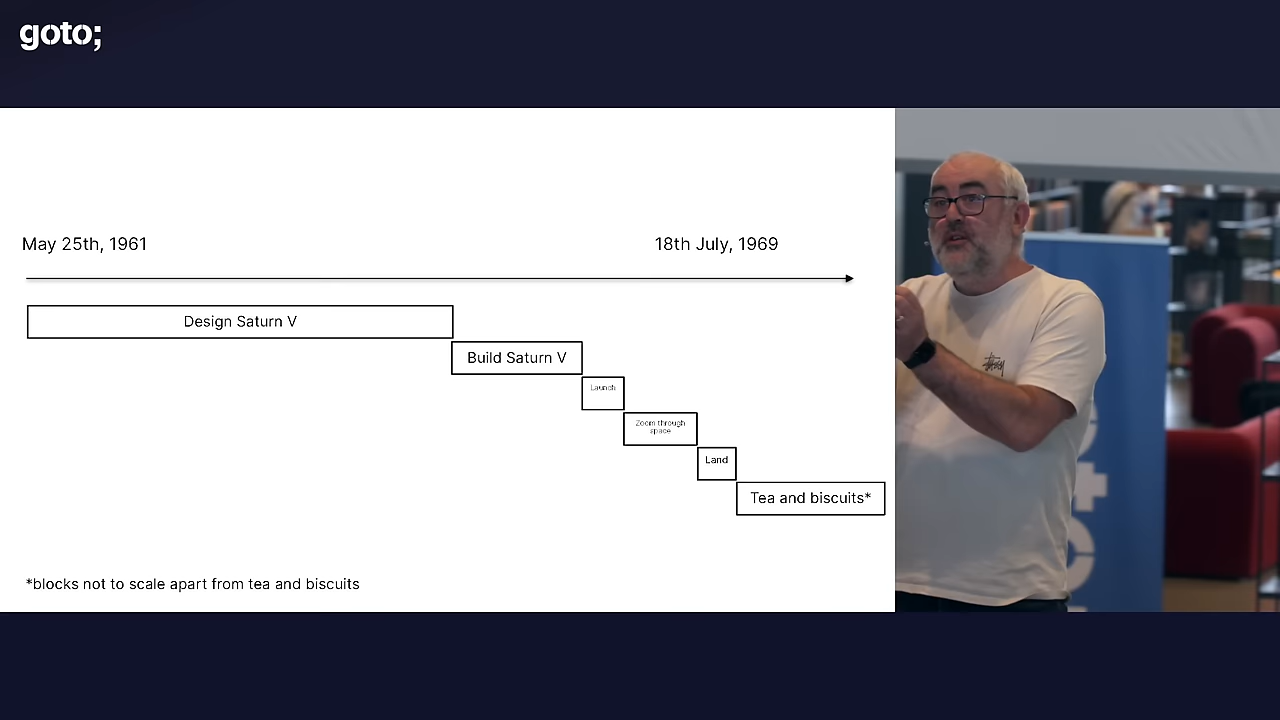 goto;
May 25th, 1961
18th July, 1969
Design Saturn V
Build Saturn V
Launch
Zoom through
space
Land
Tea and biscuits*
*blocks not to scale apart from tea and biscuits